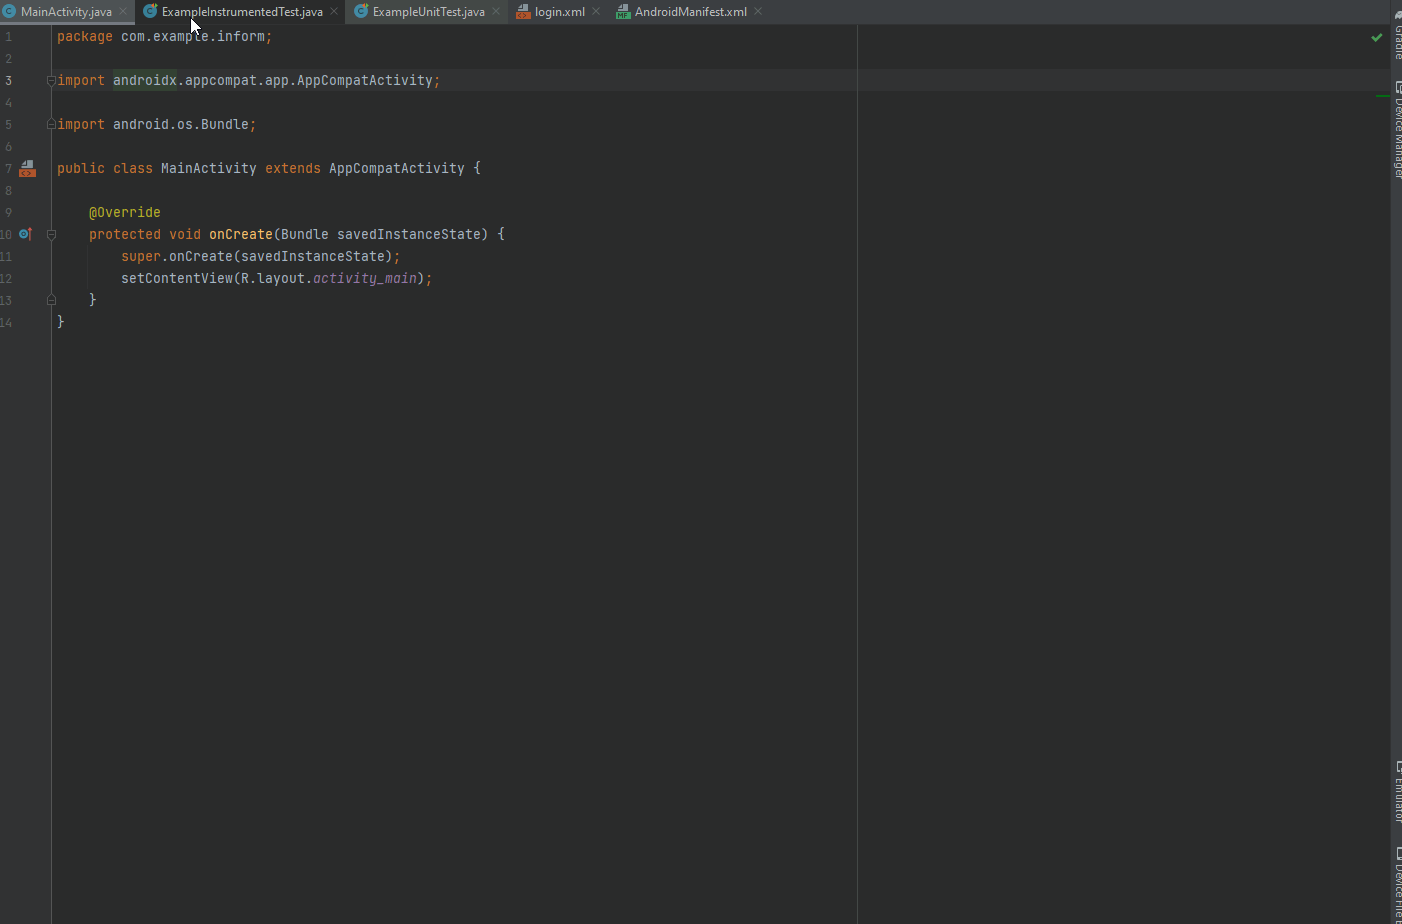 MainActivity.java ExampleInstrumentedTest.java ExampleUnitTest.java login.xml AndroidManifest.xml
1 package com.example.inform;
2
3 import androidx.appcompat.app.AppCompatActivity;
4
5 import android.os.Bundle;
6
7 public class MainActivity extends AppCompatActivity {
8
9 @Override
10 protected void onCreate(Bundle savedInstanceState) {
11 super.onCreate(savedInstanceState);
12 setContentView(R.layout.activity_main);
13 }
14 }
Gradle
Device Manager
Emulator